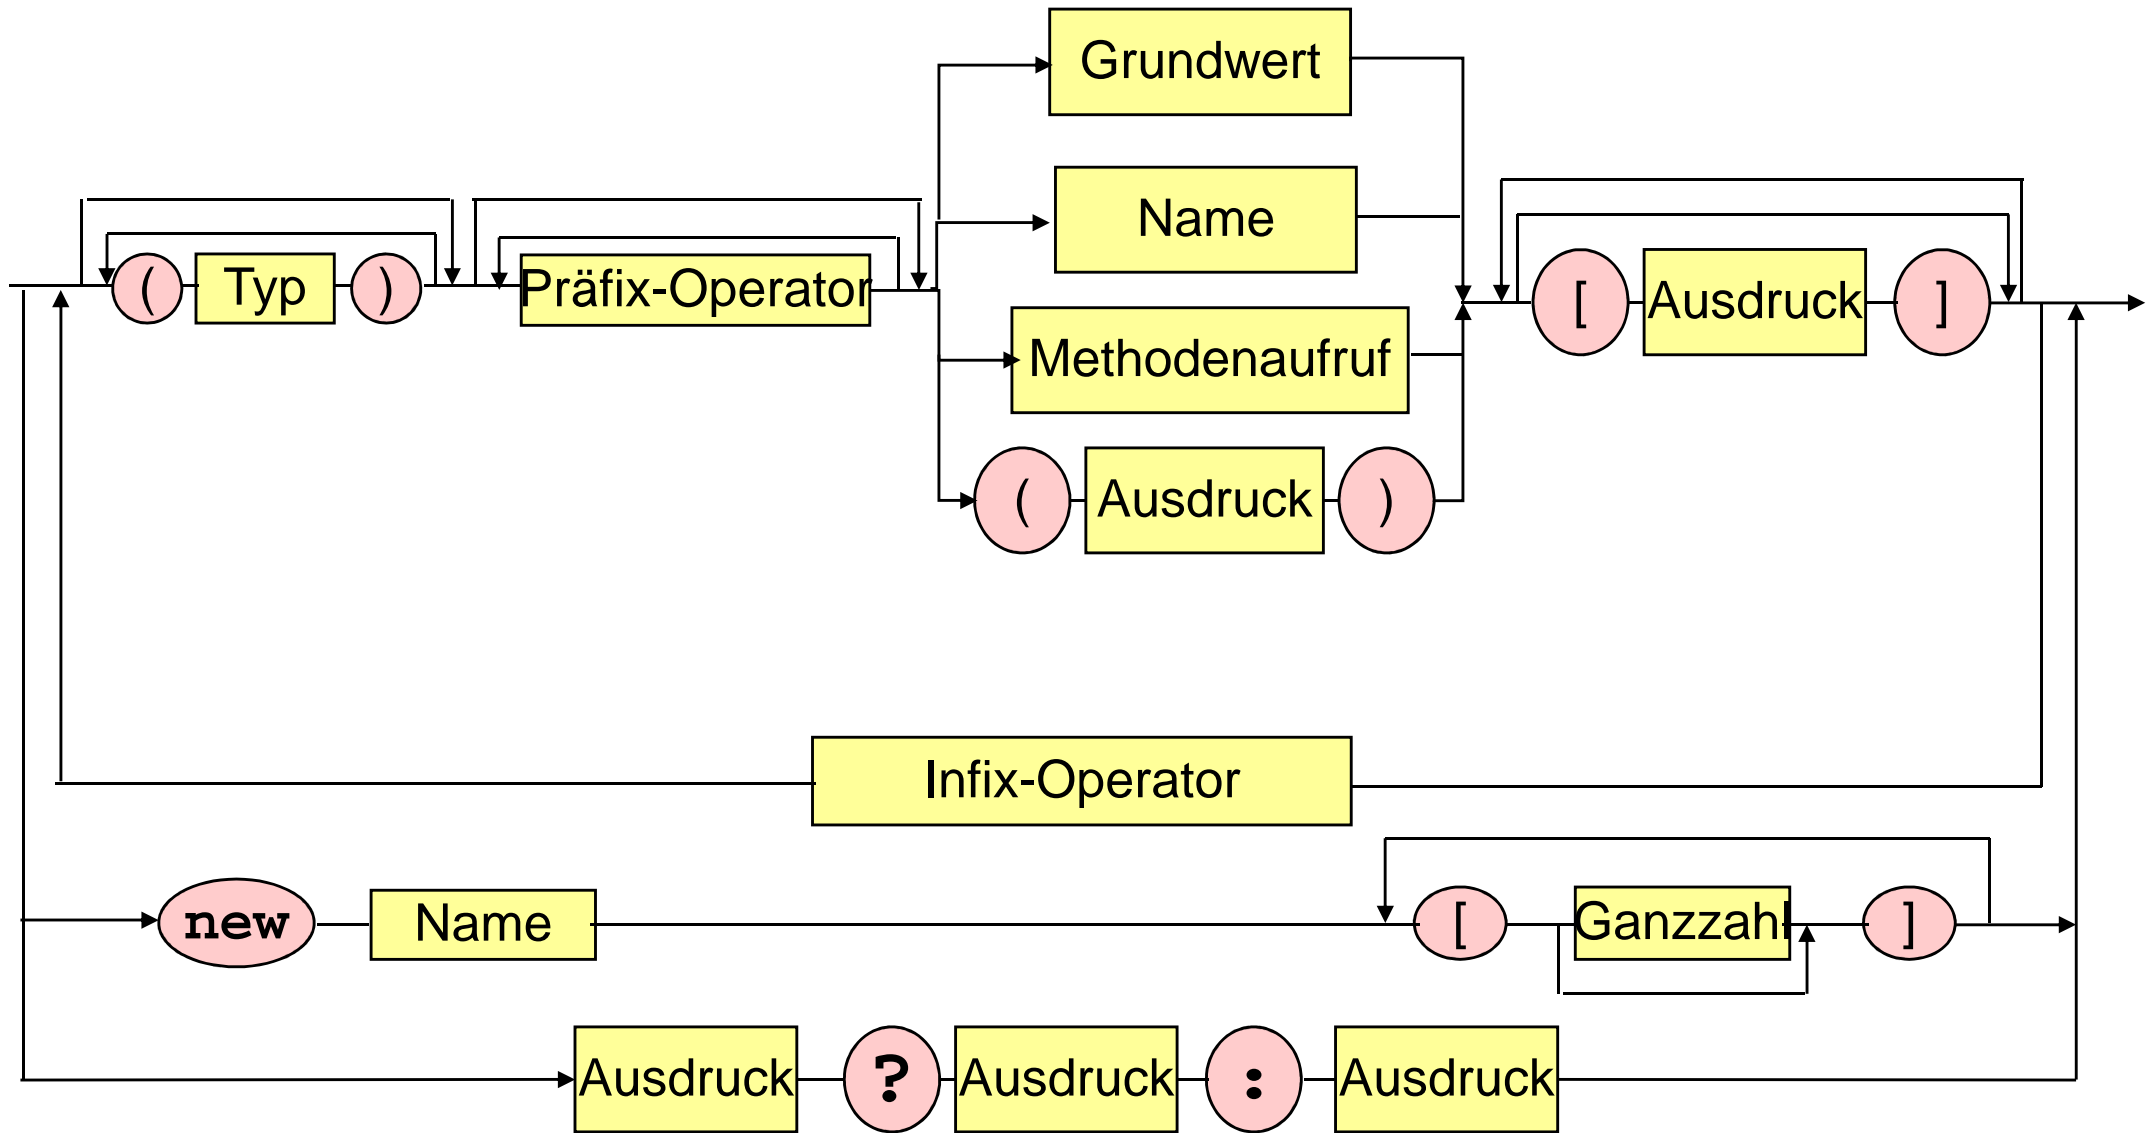 Grundwert
Name
( Typ ) Präfix-Operator
[ Ausdruck ]
Methodenaufruf
( Ausdruck )
Infix-Operator
new Name [ Ganzzahl ]
Ausdruck ? Ausdruck : Ausdruck